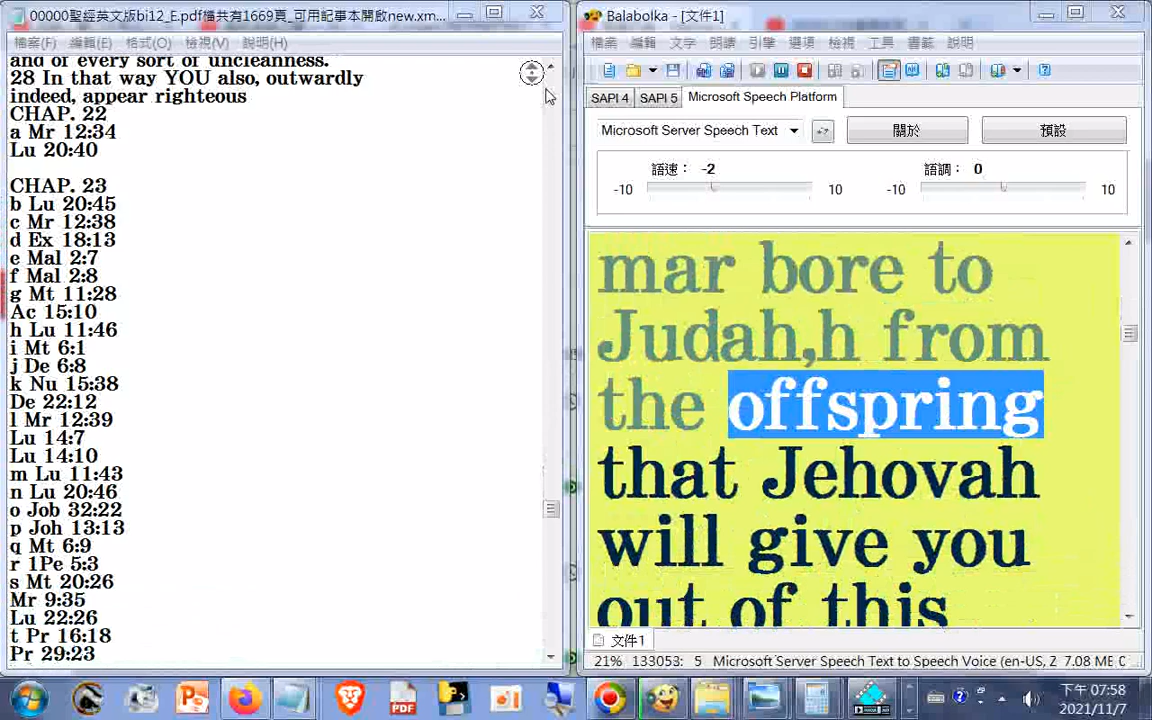 00000聖經英文版bi12_E.pdf檔共有1669頁_可用記事本開啟new.xm...
檔案(F) 編輯(E) 格式(O) 檢視(V) 說明(H)
and of every sort of uncleanness.
28 In that way YOU also, outwardly
indeed, appear righteous
CHAP. 22
a Mr 12:34
Lu 20:40
CHAP. 23
b Lu 20:45
c Mr 12:38
d Ex 18:13
e Mal 2:7
f Mal 2:8
g Mt 11:28
Ac 15:10
h Lu 11:46
i Mt 6:1
j De 6:8
k Nu 15:38
De 22:12
l Mr 12:39
Lu 14:7
Lu 14:10
m Lu 11:43
n Lu 20:46
o Job 32:22
p Joh 13:13
q Mt 6:9
r 1Pe 5:3
s Mt 20:26
Mr 9:35
Lu 22:26
t Pr 16:18
Pr 29:23
Balabolka - [文件1]
檔案 編輯 文字 朗讀 引擎 選項 檢視 工具 書籤 說明
SAPI 4 SAPI 5 Microsoft Speech Platform
Microsoft Server Speech Text 關於 預設
語速： -2 語調： 0
-10 10 -10 10
mar bore to
Judah,h from
the offspring
that Jehovah
will give you
out of this
文件1
21% 133053: 5 Microsoft Server Speech Text to Speech Voice (en-US, 2 7.08 MB
下午 07:58
2021/11/7